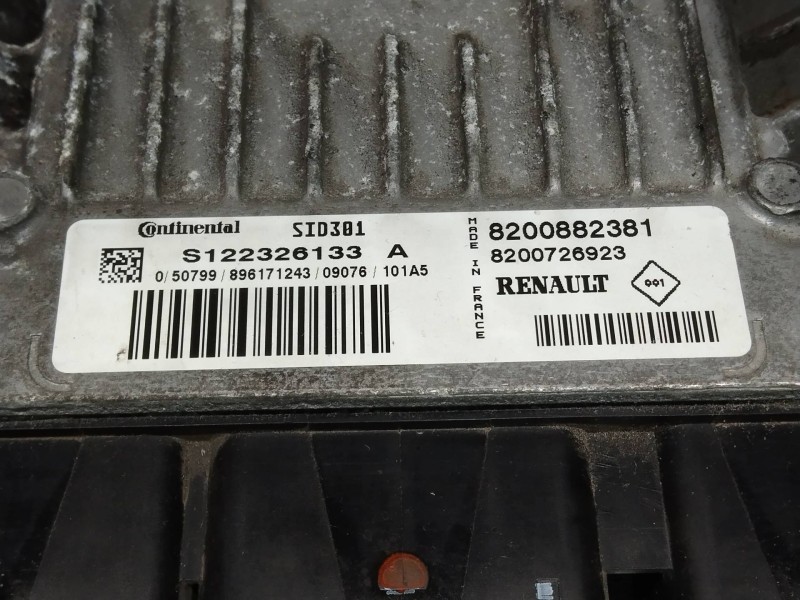 Continental SID301
S122326133 A
0/50799/896171243/09076/101A5
MADE IN FRANCE
8200882381
8200726923
RENAULT 001